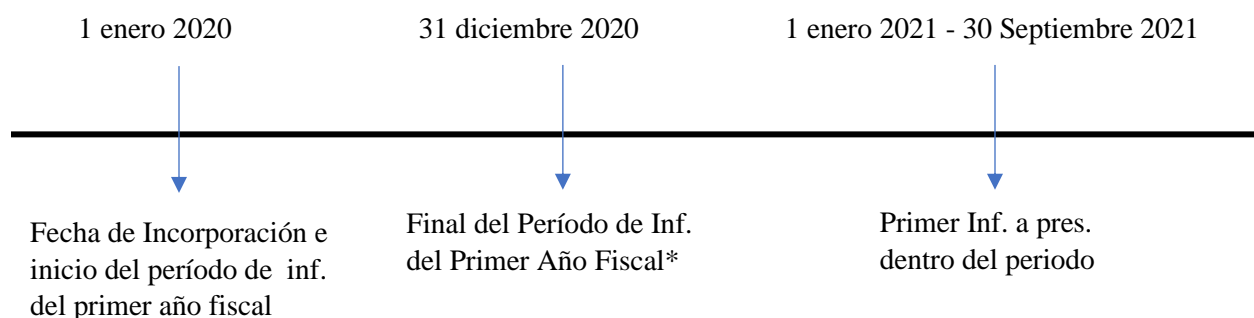 1 enero 2020
31 diciembre 2020
1 enero 2021 - 30 Septiembre 2021
Fecha de Incorporación e
inicio del período de inf.
del primer año fiscal
Final del Período de Inf.
del Primer Año Fiscal*
Primer Inf. a pres.
dentro del periodo